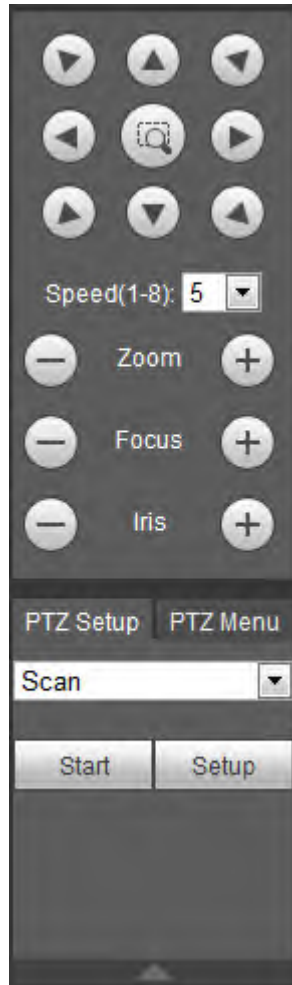 Speed(1-8): 5
Zoom
Focus
Iris
PTZ Setup PTZ Menu
Scan
Start Setup